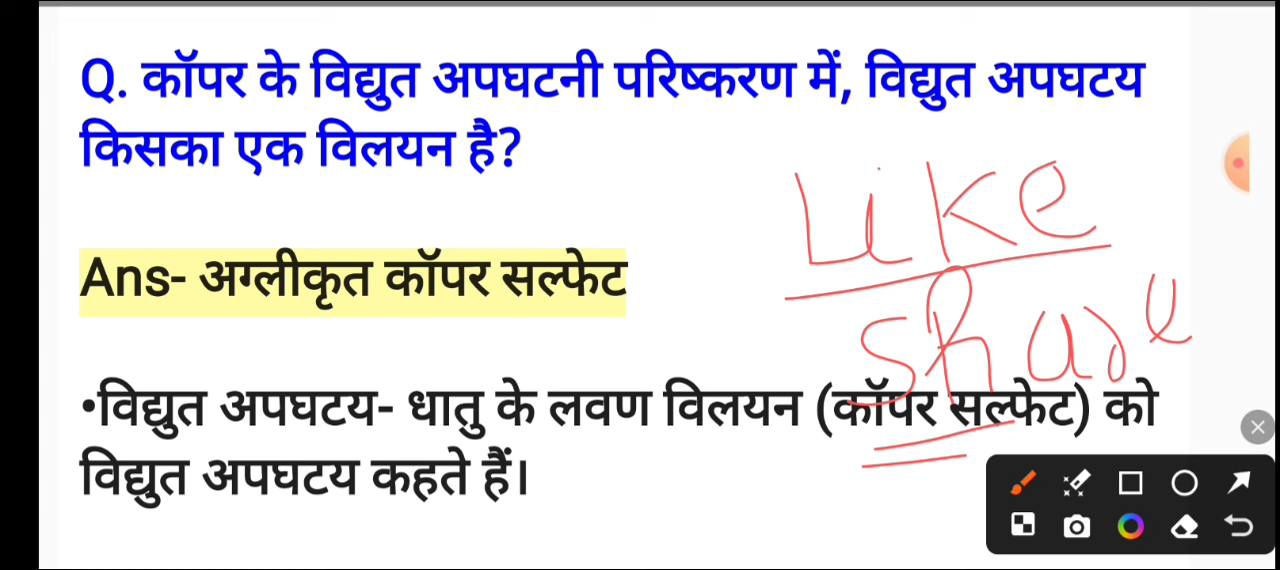 Q. कॉपर के विद्युत अपघटनी परिष्करण में, विद्युत अपघटय
किसका एक विलयन है?
Like
Ans- अग्लीकृत कॉपर सल्फेट
Share
•विद्युत अपघटय- धातु के लवण विलयन (कॉपर सल्फेट) को
विद्युत अपघटय कहते हैं।